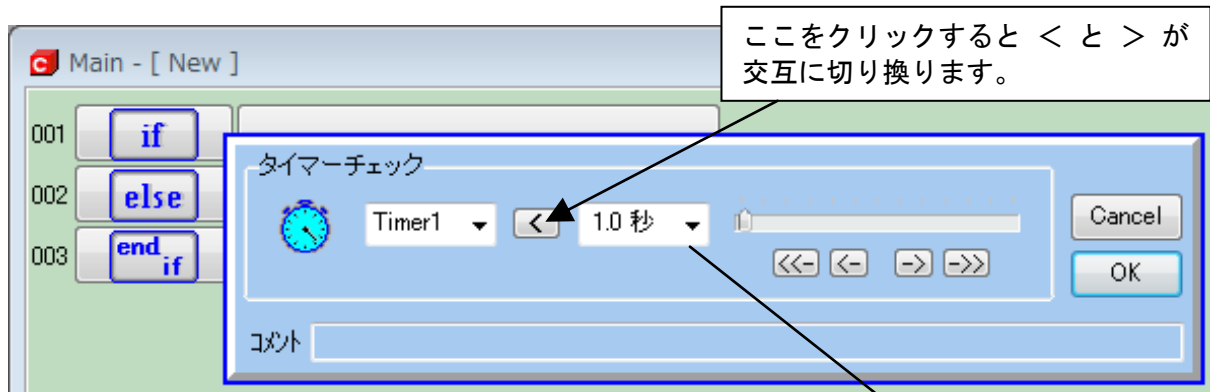 ここをクリックすると ＜ と ＞ が
交互に切り換ります。
C Main - [ New ]
001 if
タイマーチェック
002 else
Timer1 < 1.0 秒 Cancel
003 end if
<<- <- -> ->> OK
コメント